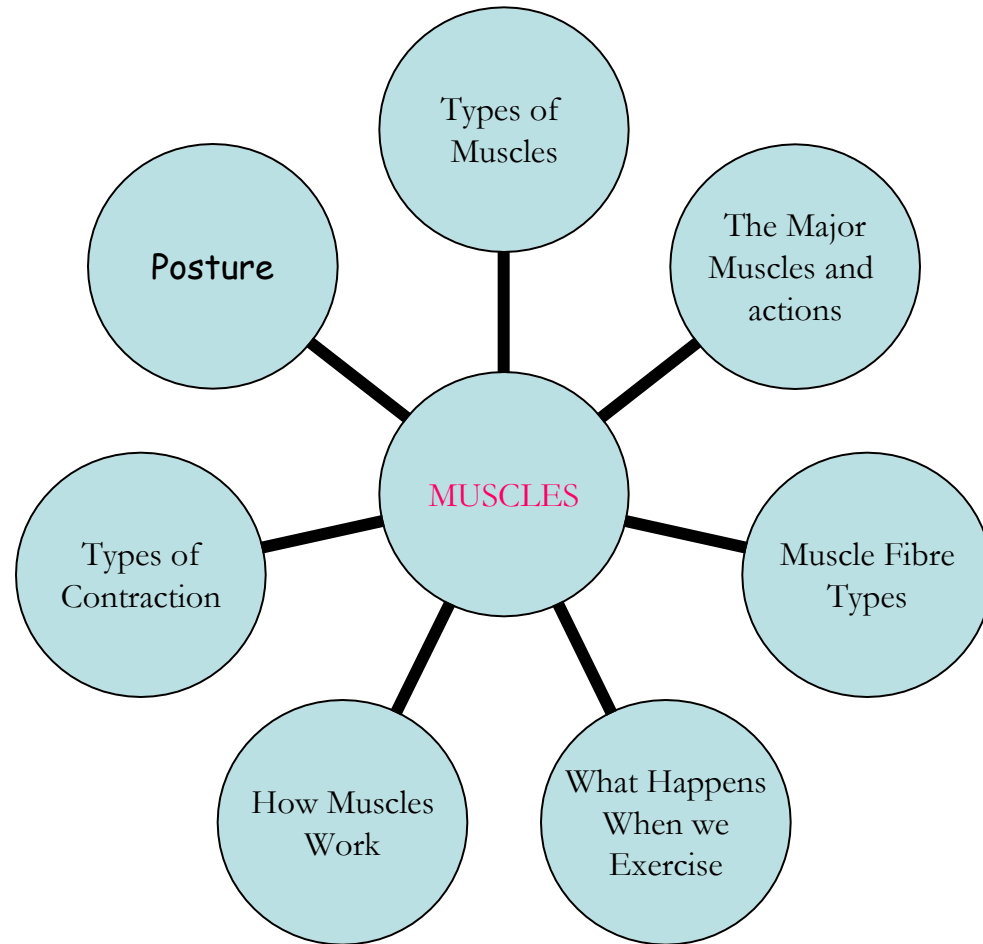 Types of
Muscles
The Major
Muscles and
actions
Muscle Fibre
Types
What Happens
When we
Exercise
How Muscles
Work
Types of
Contraction
Posture
MUSCLES